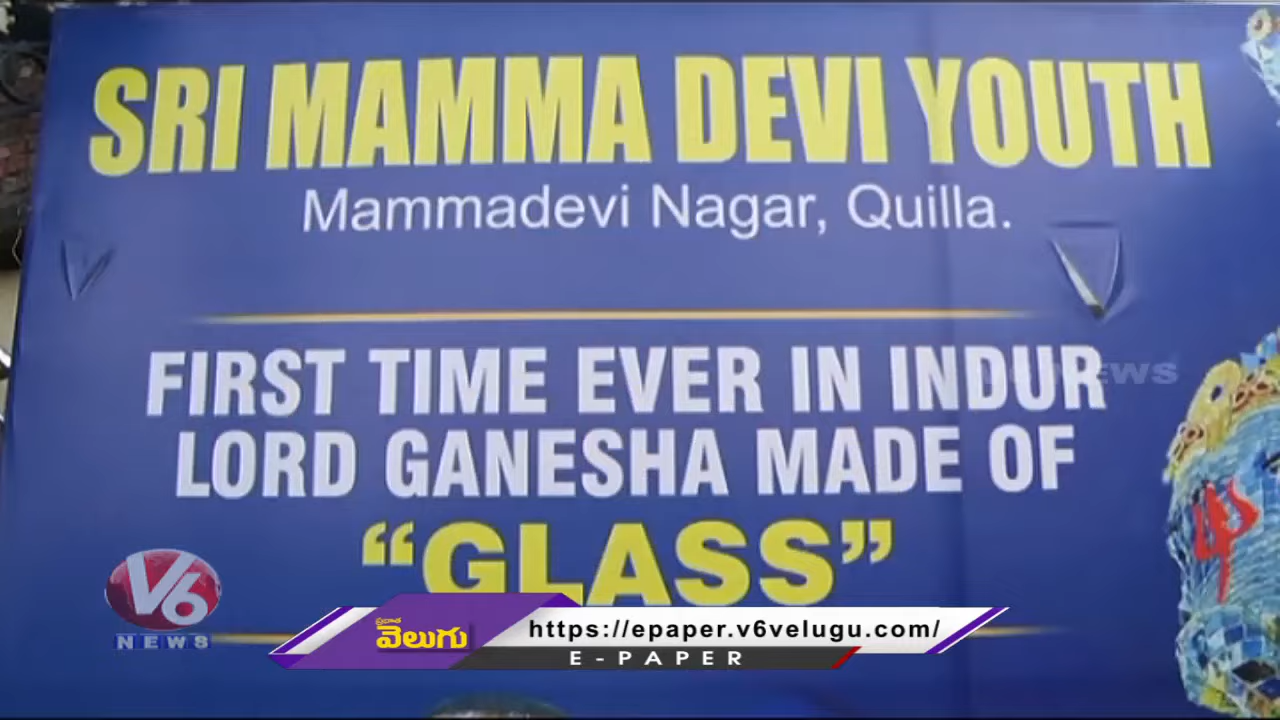 SRI MAMMA DEVI YOUTH
Mammadevi Nagar, Quilla.
FIRST TIME EVER IN INDUR
LORD GANESHA MADE OF
“GLASS”
V6
NEWS
ప్రభాత
వెలుగు
https://epaper.v6velugu.com/
E-PAPER